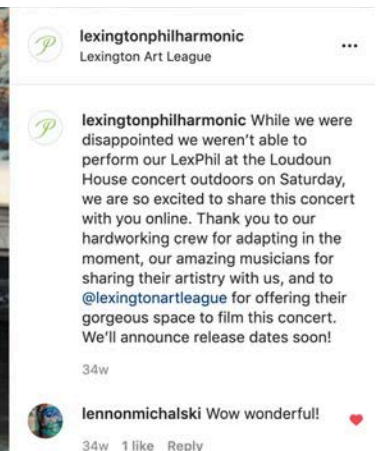 lexingtonphilharmonic
Lexington Art League
lexingtonphilharmonic While we were
disappointed we weren't able to
perform our LexPhil at the Loudoun
House concert outdoors on Saturday,
we are so excited to share this concert
with you online. Thank you to our
hardworking crew for adapting in the
moment, our amazing musicians for
sharing their artistry with us, and to
@lexingtonartleague for offering their
gorgeous space to film this concert.
We'll announce release dates soon!
34w
lennonmichalski Wow wonderful!
34w 1 like Reply